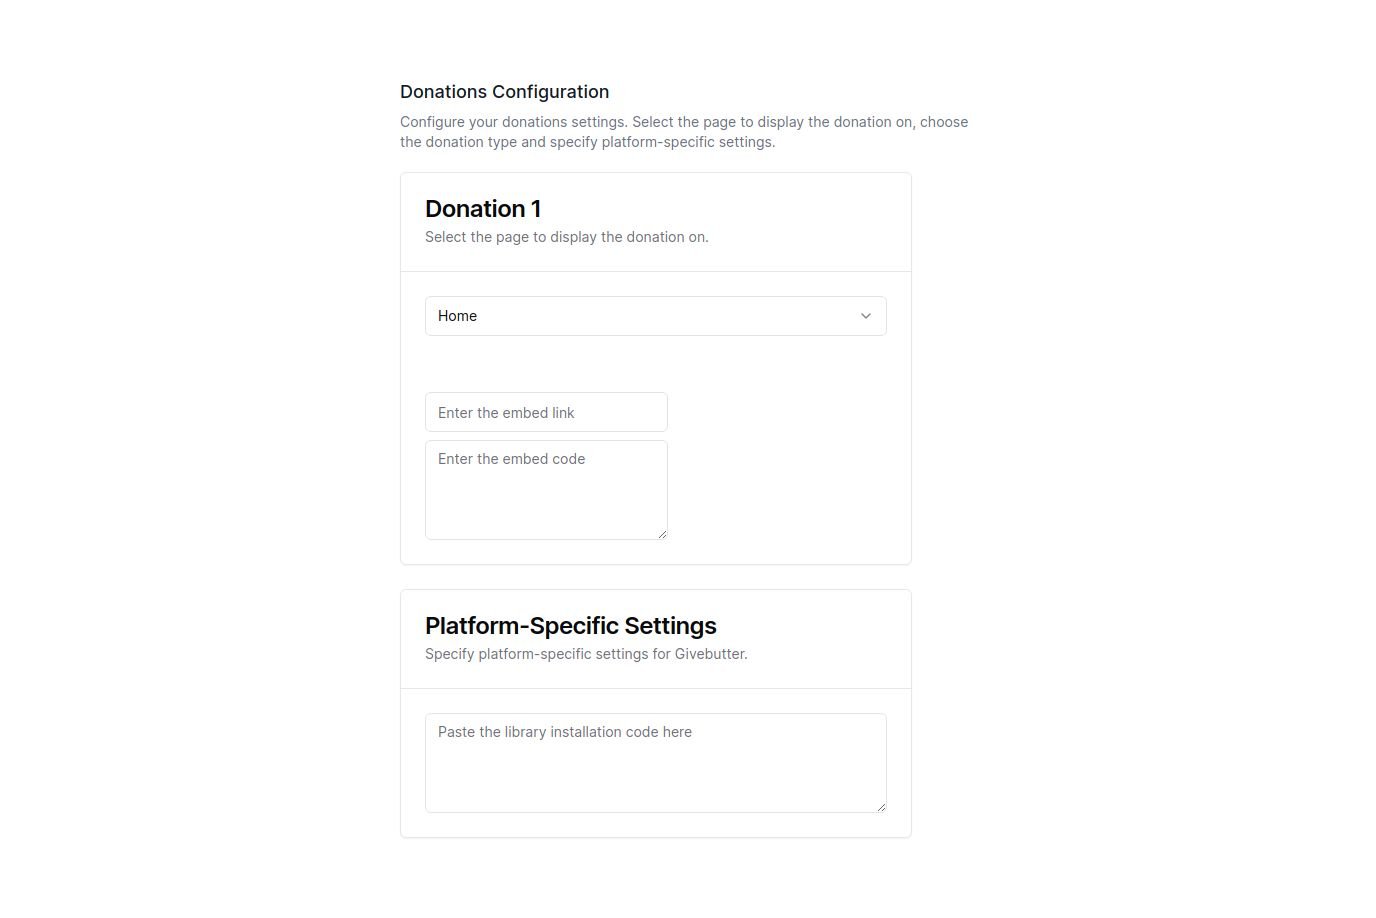 Donations Configuration
Configure your donations settings. Select the page to display the donation on, choose
the donation type and specify platform-specific settings.
Donation 1
Select the page to display the donation on.
Home
Enter the embed link
Enter the embed code
Platform-Specific Settings
Specify platform-specific settings for Givebutter.
Paste the library installation code here